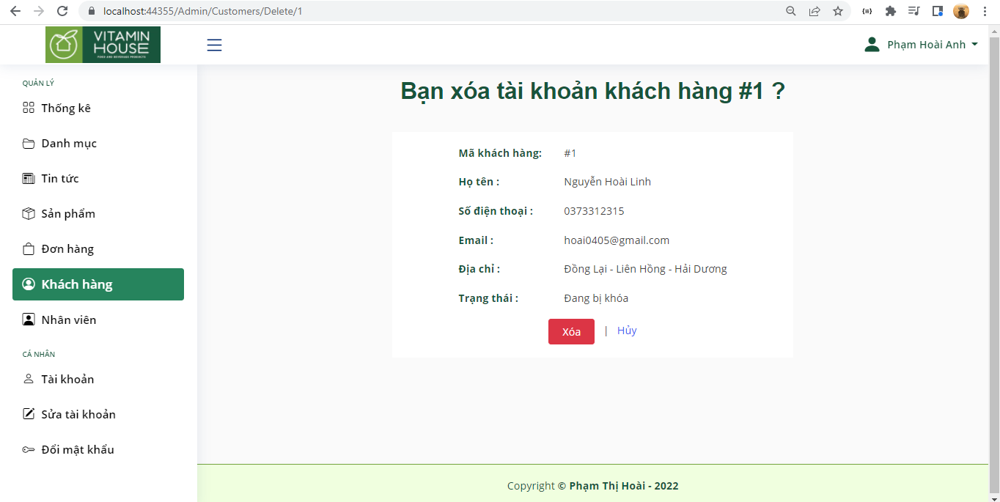 localhost:44355/Admin/Customers/Delete/1
VITAMIN
HOUSE
FOOD AND BEVERAGE PRODUCTS
Phạm Hoài Anh
QUẢN LÝ
Thống kê
Danh mục
Tin tức
Sản phẩm
Đơn hàng
Khách hàng
Nhân viên
CÁ NHÂN
Tài khoản
Sửa tài khoản
Đổi mật khẩu
Bạn xóa tài khoản khách hàng #1 ?
Mã khách hàng: #1
Họ tên : Nguyễn Hoài Linh
Số điện thoại : 0373312315
Email : hoai0405@gmail.com
Địa chỉ : Đồng Lại - Liên Hồng - Hải Dương
Trạng thái : Đang bị khóa
Xóa | Hủy
Copyright © Phạm Thị Hoài - 2022